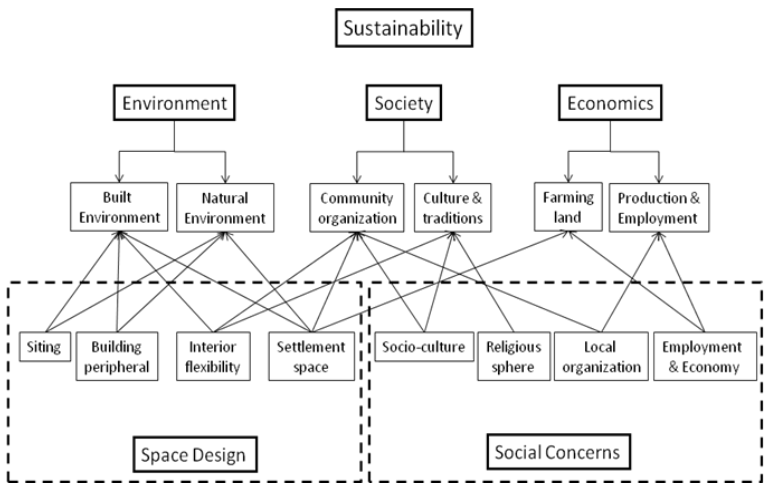 Sustainability
Environment
Society
Economics
Built
Environment
Natural
Environment
Community
organization
Culture &
traditions
Farming
land
Production &
Employment
Siting
Building
peripheral
Interior
flexibility
Settlement
space
Socio-culture
Religious
sphere
Local
organization
Employment
& Economy
Space Design
Social Concerns